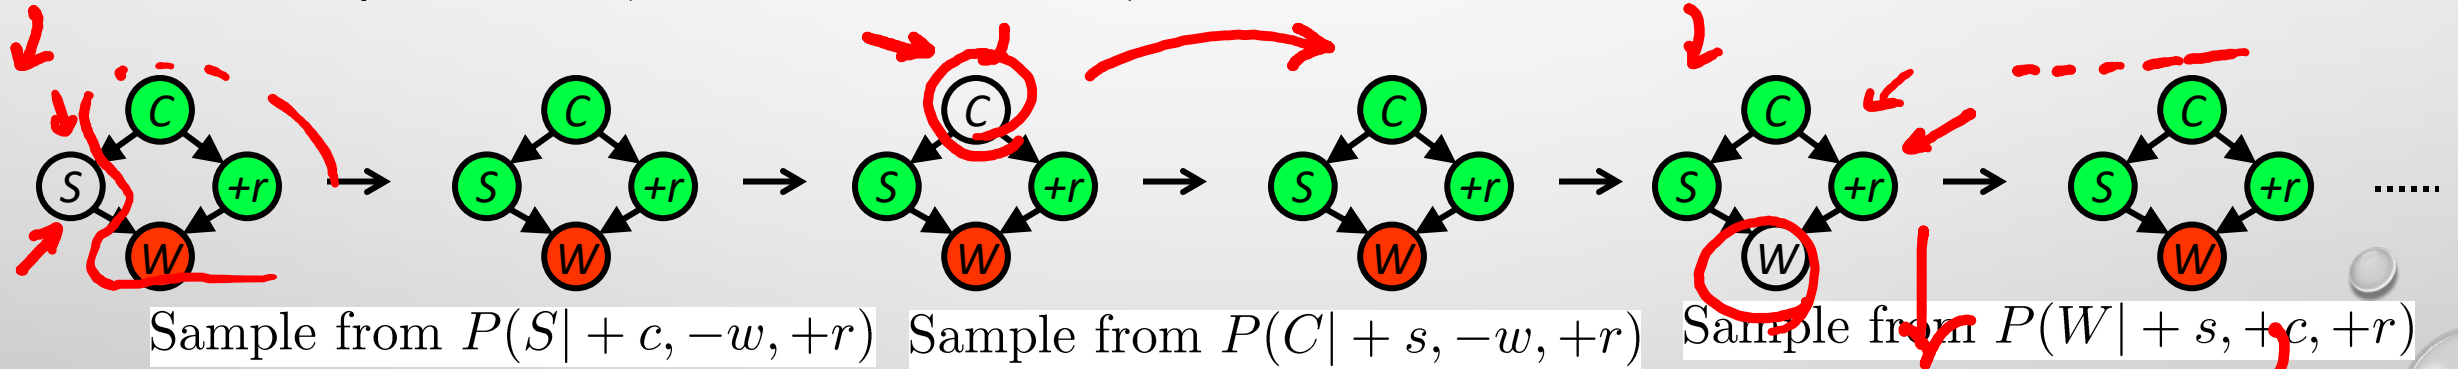 C C C C C C
S +r S +r S +r S +r S +r S +r ......
W W W W W W
Sample from P(S| + c, −w, +r) Sample from P(C| + s, −w, +r) Sample from P(W| + s, +c, +r)